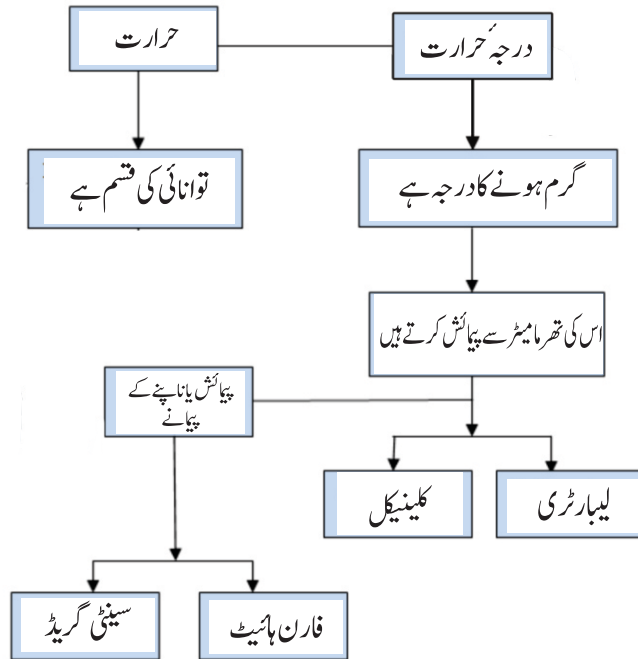 درجۂ حرارت
حرارت
گرم ہونے کا درجہ ہے
توانائی کی قسم ہے
اس کی تھرمامیٹر سے پیمائش کرتے ہیں
پیمائش یا ناپنے کے
پیمانے
لیبارٹری
کلینیکل
فارن ہائیٹ
سینٹی گریڈ